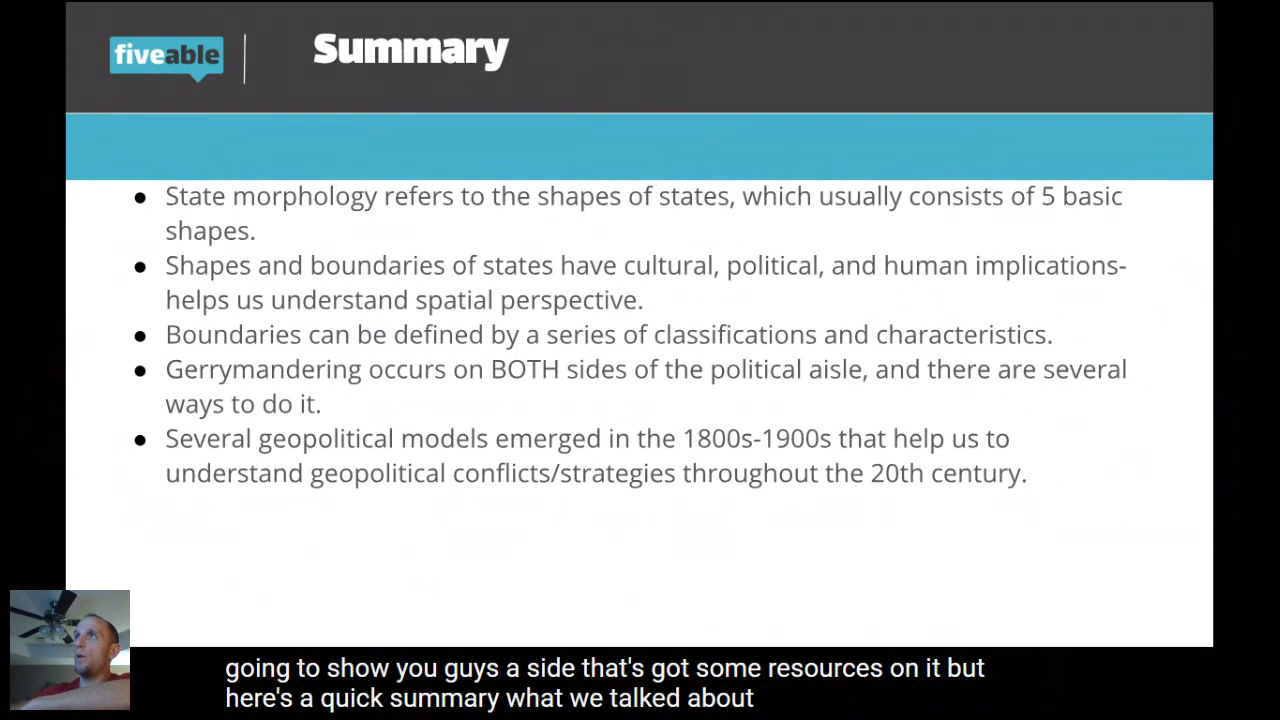 fiveable
Summary
● State morphology refers to the shapes of states, which usually consists of 5 basic
shapes.
● Shapes and boundaries of states have cultural, political, and human implications-
helps us understand spatial perspective.
● Boundaries can be defined by a series of classifications and characteristics.
● Gerrymandering occurs on BOTH sides of the political aisle, and there are several
ways to do it.
● Several geopolitical models emerged in the 1800s-1900s that help us to
understand geopolitical conflicts/strategies throughout the 20th century.
going to show you guys a side that's got some resources on it but
here's a quick summary what we talked about